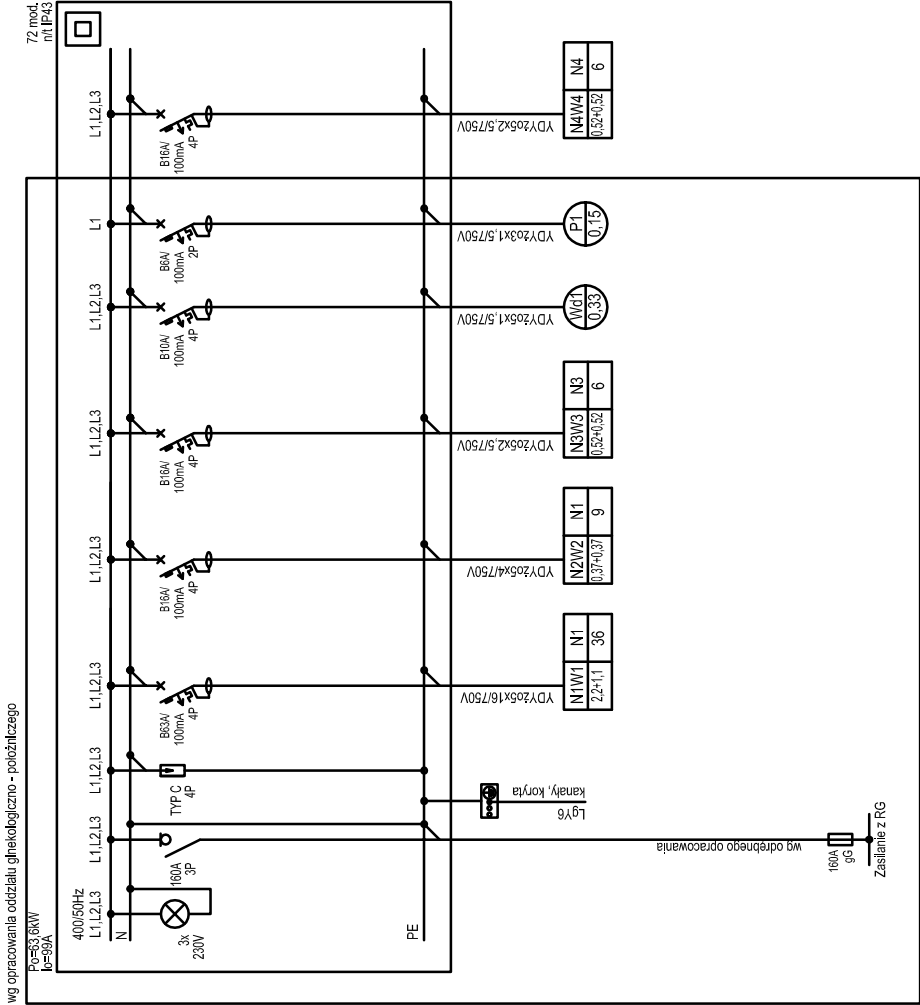 wg opracowania oddziału ginekologiczno - położniczego
Po=63,6kW
Io=99A
72 mod.
n/t IP43
400/50Hz
L1,L2,L3
N
PE
3x
230V
L1,L2,L3
160A
3P
wg odrębnego opracowania
160A
gG
Zasilanie z RG
L1,L2,L3
TYP C
4P
LgY6
kanały, koryta
L1,L2,L3
B63A/
100mA
4P
YDYżo5x16/750V
N1W1
N1
2,2+1,1
36
L1,L2,L3
B16A/
100mA
4P
YDYżo5x4/750V
N2W2
N1
0,37+0,37
9
L1,L2,L3
B16A/
100mA
4P
YDYżo5x2,5/750V
N3W3
N3
0,52+0,52
6
L1,L2,L3
B10A/
100mA
4P
YDYżo5x1,5/750V
Wd1
0,33
L1
B6A/
100mA
2P
YDYżo3x1,5/750V
P1
0,15
L1,L2,L3
B16A/
100mA
4P
YDYżo5x2,5/750V
N4W4
N4
0,52+0,52
6